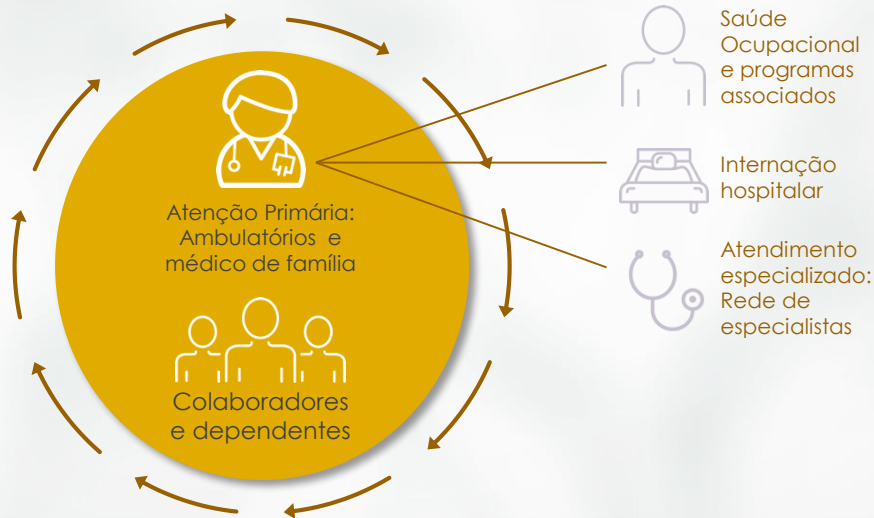 Atenção Primária:
Ambulatórios e
médico de família
Colaboradores
e dependentes
Saúde
Ocupacional
e programas
associados
Internação
hospitalar
Atendimento
especializado:
Rede de
especialistas